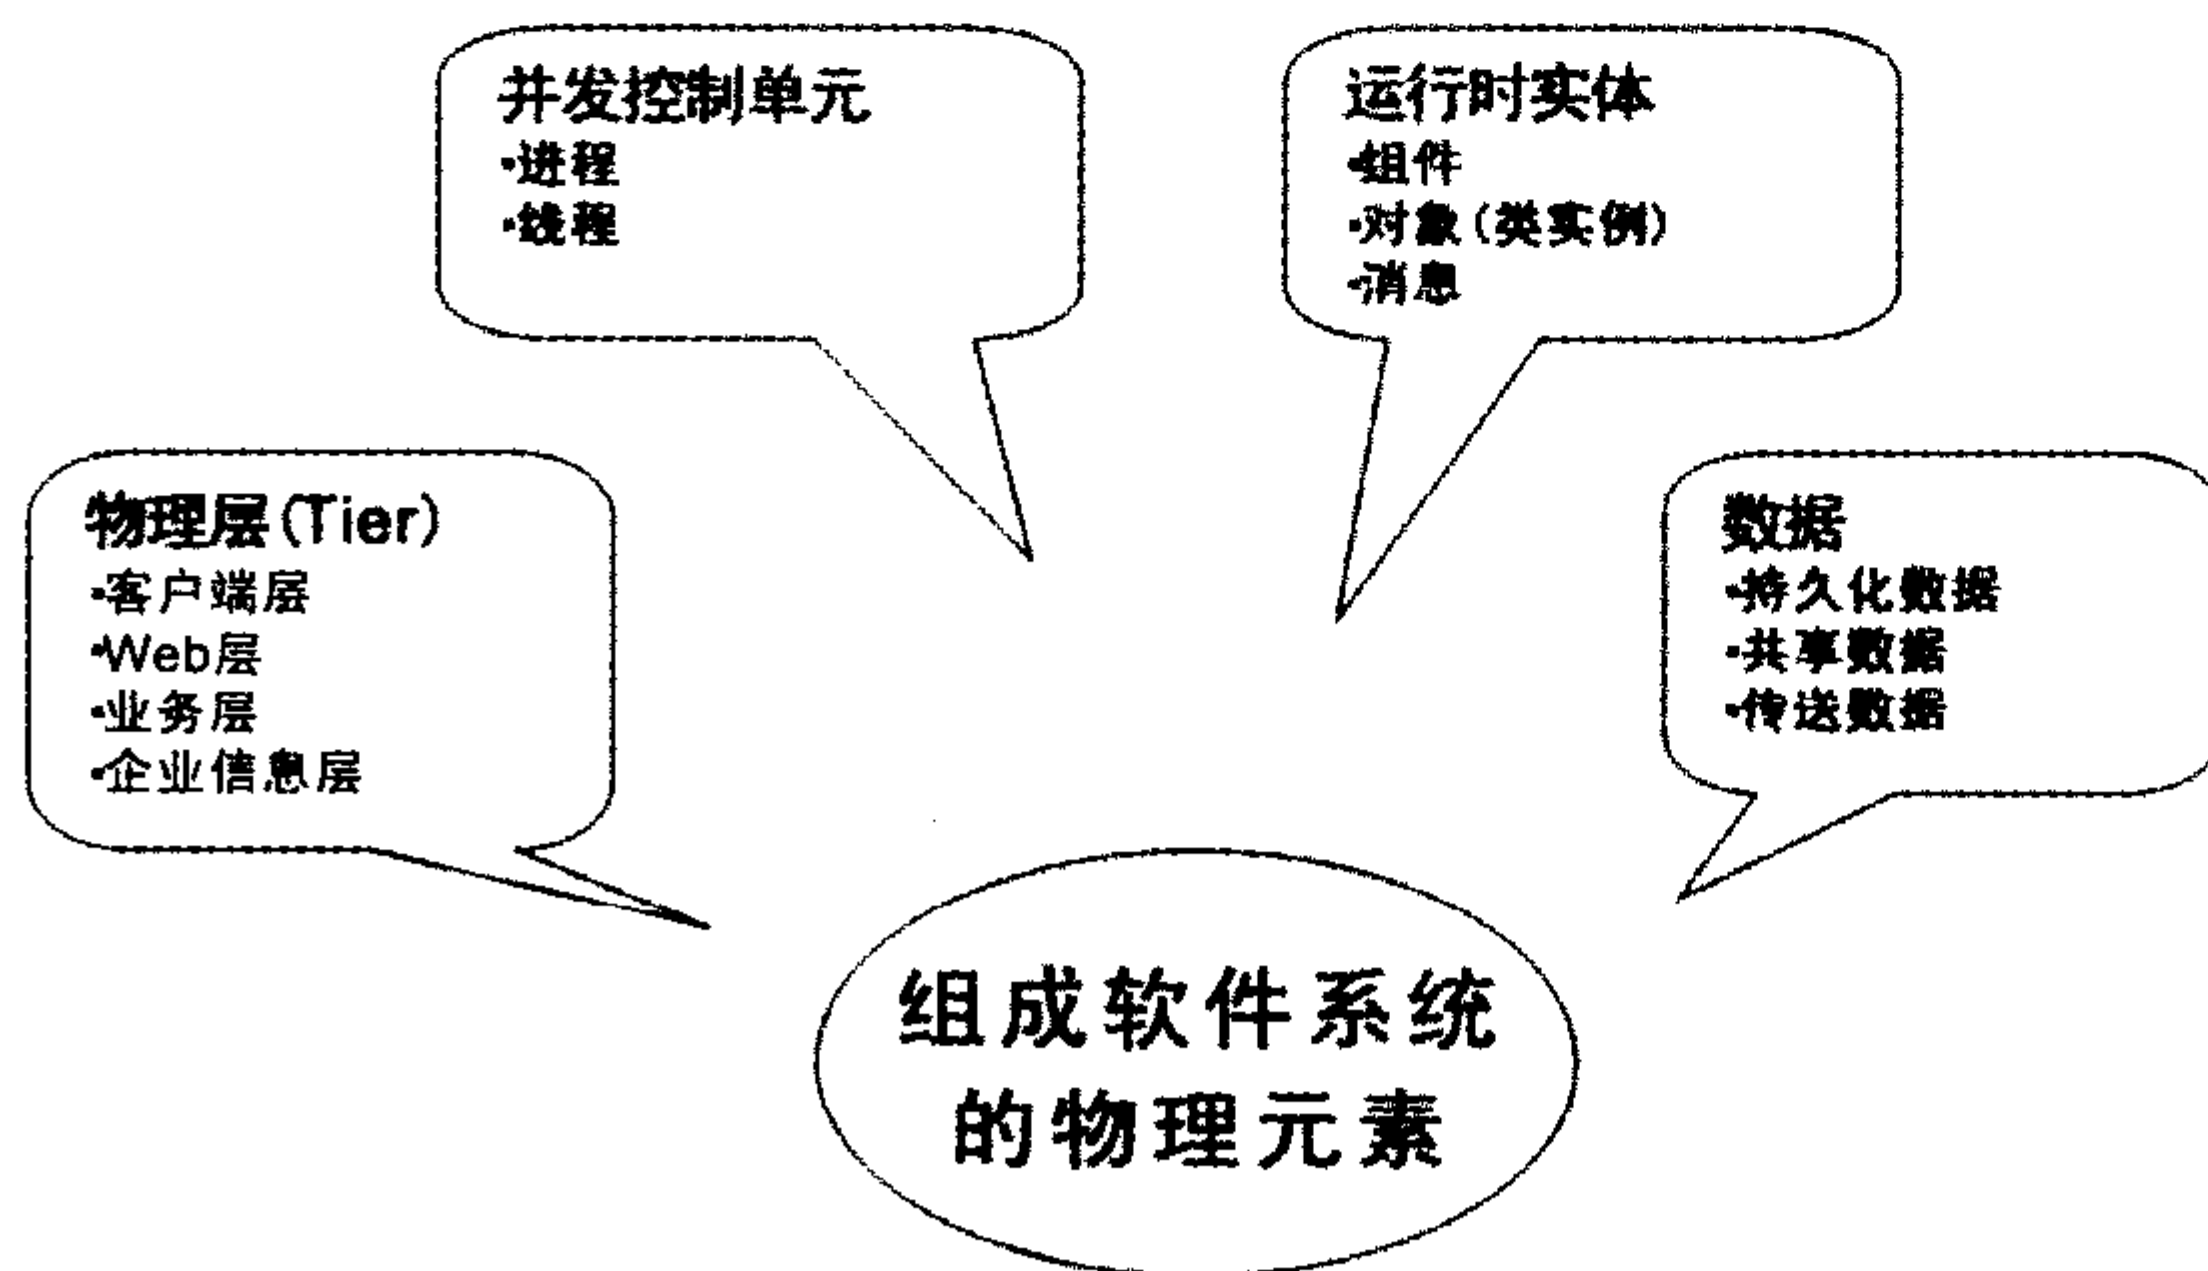 并发控制单元
·进程
·线程
运行时实体
·组件
·对象(类实例)
·消息
物理层(Tier)
·客户端层
·Web层
·业务层
·企业信息层
数据
·持久化数据
·共享数据
·传送数据
组成软件系统
的物理元素